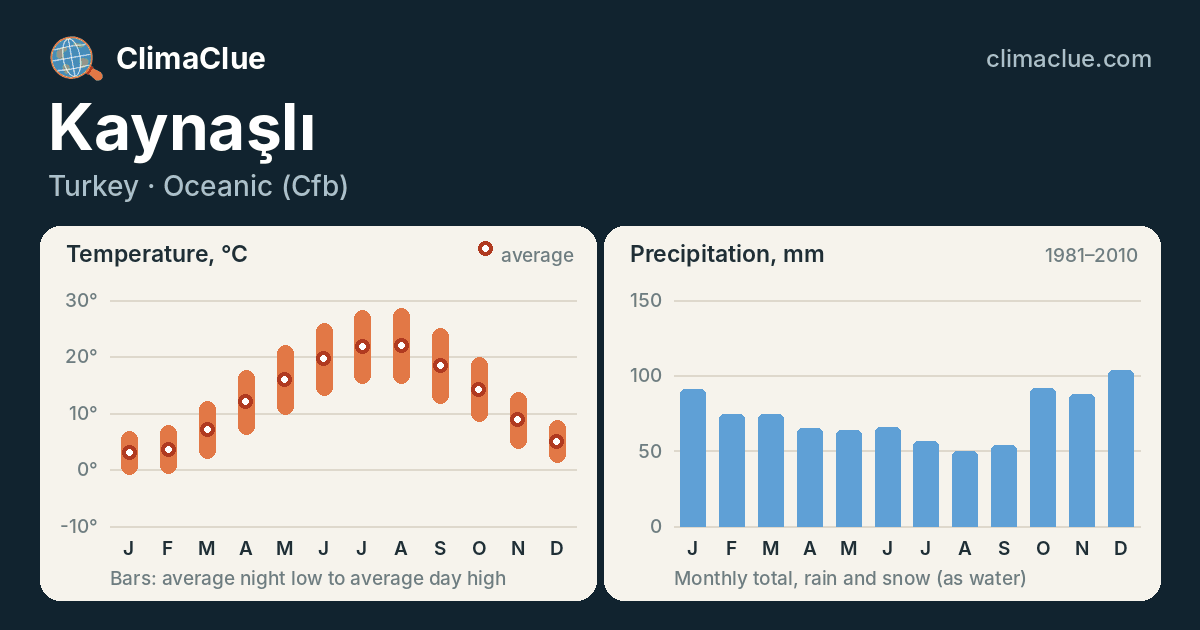 ClimaClue
climaclue.com
Kaynaşlı
Turkey · Oceanic (Cfb)
Temperature, °C
average
30°
20°
10°
0°
-10°
J F M A M J J A S O N D
Bars: average night low to average day high
Precipitation, mm
1981–2010
150
100
50
0
J F M A M J J A S O N D
Monthly total, rain and snow (as water)